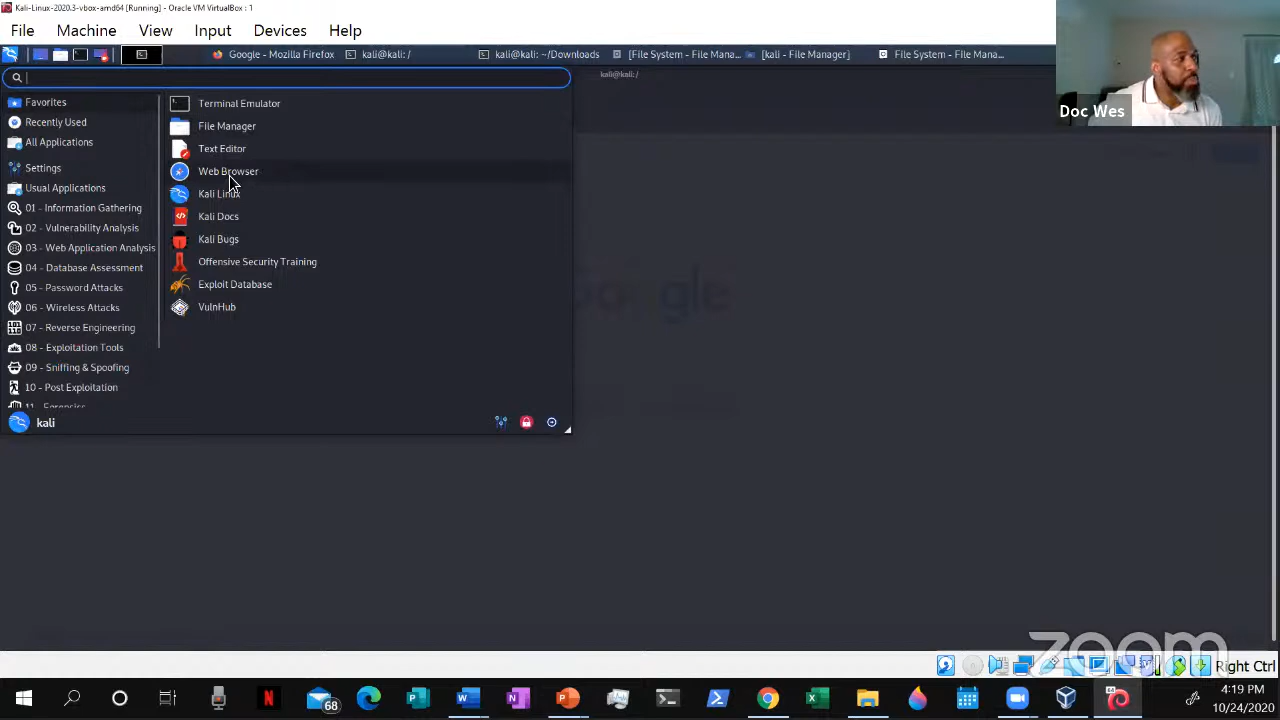 Kali-Linux-2020.3-vbox-amd64 [Running] - Oracle VM VirtualBox : 1
File Machine View Input Devices Help
Google - Mozilla Firefox
kali@kali: /
kali@kali: ~/Downloads
[File System - File Mana...
[kali - File Manager]
File System - File Mana...
kali@kali: /
Doc Wes
Favorites
Recently Used
All Applications
Settings
Usual Applications
01 - Information Gathering
02 - Vulnerability Analysis
03 - Web Application Analysis
04 - Database Assessment
05 - Password Attacks
06 - Wireless Attacks
07 - Reverse Engineering
08 - Exploitation Tools
09 - Sniffing & Spoofing
10 - Post Exploitation
11 - Forensics
Terminal Emulator
File Manager
Text Editor
Web Browser
Kali Linux
Kali Docs
Kali Bugs
Offensive Security Training
Exploit Database
VulnHub
kali
zoom
Right Ctrl
68
4:19 PM
10/24/2020